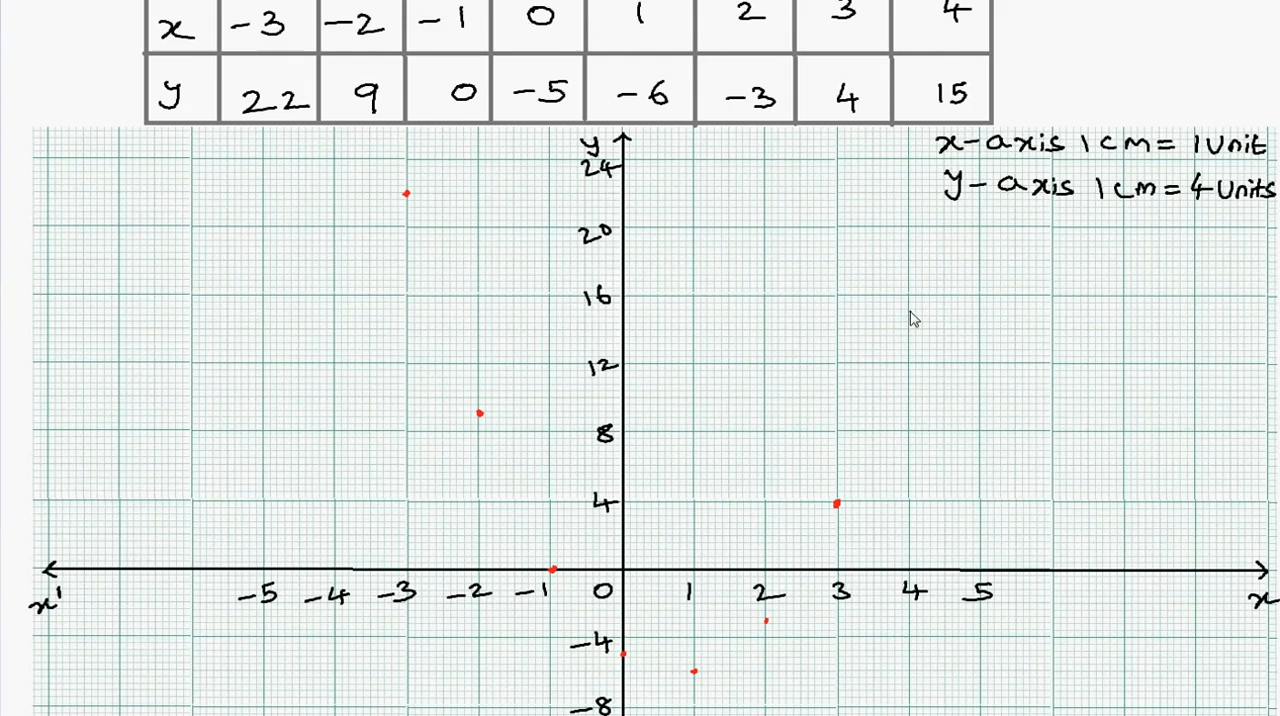 x -3 -2 -1 0 1 2 3 4
y 22 9 0 -5 -6 -3 4 15
x-axis 1cm = 1 Unit
y-axis 1cm = 4 Units
y
24
20
16
12
8
4
x' -5 -4 -3 -2 -1 0 1 2 3 4 5 x
-4
-8